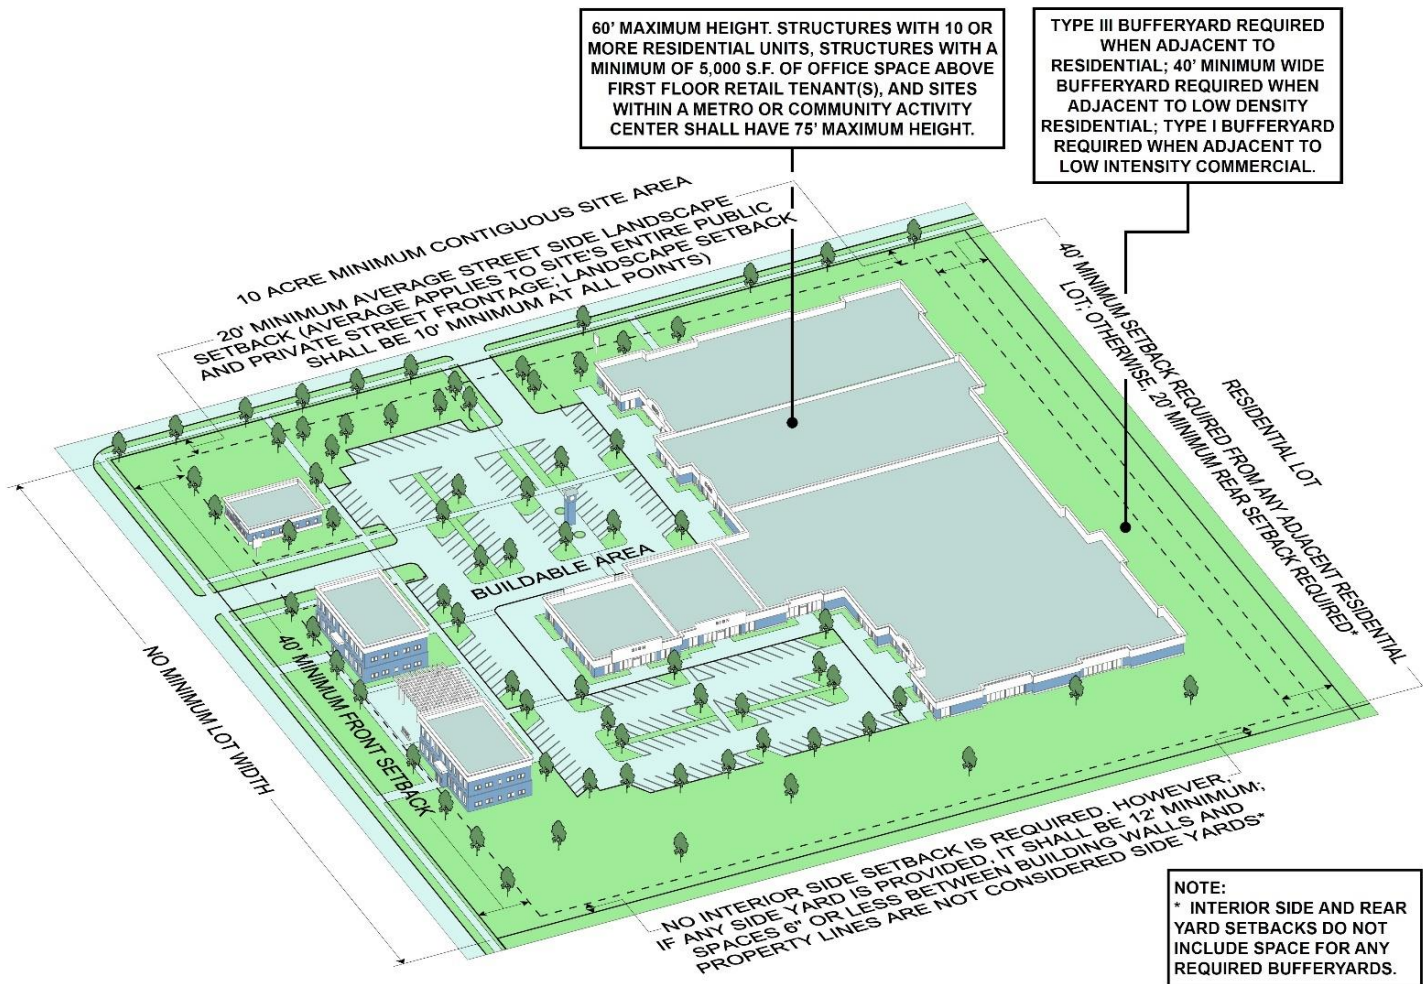 60' MAXIMUM HEIGHT. STRUCTURES WITH 10 OR
MORE RESIDENTIAL UNITS, STRUCTURES WITH A
MINIMUM OF 5,000 S.F. OF OFFICE SPACE ABOVE
FIRST FLOOR RETAIL TENANT(S), AND SITES
WITHIN A METRO OR COMMUNITY ACTIVITY
CENTER SHALL HAVE 75' MAXIMUM HEIGHT.
TYPE III BUFFERYARD REQUIRED
WHEN ADJACENT TO
RESIDENTIAL; 40' MINIMUM WIDE
BUFFERYARD REQUIRED WHEN
ADJACENT TO LOW DENSITY
RESIDENTIAL; TYPE I BUFFERYARD
REQUIRED WHEN ADJACENT TO
LOW INTENSITY COMMERCIAL.
10 ACRE MINIMUM CONTIGUOUS SITE AREA
20' MINIMUM AVERAGE STREET SIDE LANDSCAPE
SETBACK (AVERAGE APPLIES TO SITE'S ENTIRE PUBLIC
AND PRIVATE STREET FRONTAGE; LANDSCAPE SETBACK
SHALL BE 10' MINIMUM AT ALL POINTS)
40' MINIMUM SETBACK REQUIRED FROM ANY ADJACENT RESIDENTIAL
LOT; OTHERWISE, 20' MINIMUM REAR SETBACK REQUIRED*
RESIDENTIAL LOT
BUILDABLE AREA
SIGN
SIGN
40' MINIMUM FRONT SETBACK
NO MINIMUM LOT WIDTH
NO INTERIOR SIDE SETBACK IS REQUIRED. HOWEVER,
IF ANY SIDE YARD IS PROVIDED, IT SHALL BE 12' MINIMUM;
SPACES 6" OR LESS BETWEEN BUILDING WALLS AND
PROPERTY LINES ARE NOT CONSIDERED SIDE YARDS*
NOTE:
* INTERIOR SIDE AND REAR
YARD SETBACKS DO NOT
INCLUDE SPACE FOR ANY
REQUIRED BUFFERYARDS.